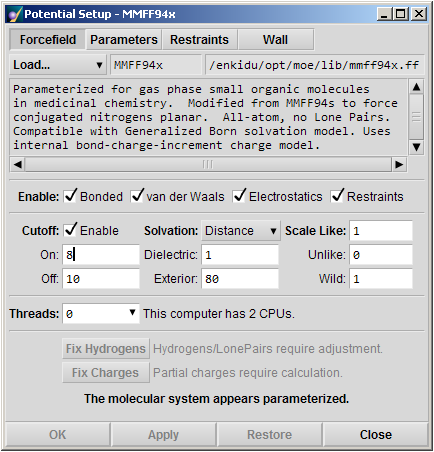 Potential Setup - MMFF94x
Forcefield Parameters Restraints Wall
Load... MMFF94x /enkidu/opt/moe/lib/mmff94x.ff
Parameterized for gas phase small organic molecules
in medicinal chemistry. Modified from MMFF94s to force
conjugated nitrogens planar. All-atom, no Lone Pairs.
Compatible with Generalized Born solvation model. Uses
internal bond-charge-increment charge model.
Enable: Bonded van der Waals Electrostatics Restraints
Cutoff: Enable Solvation: Distance Scale Like: 1
On: 8 Dielectric: 1 Unlike: 0
Off: 10 Exterior: 80 Wild: 1
Threads: 0 This computer has 2 CPUs.
Fix Hydrogens Hydrogens/LonePairs require adjustment.
Fix Charges Partial charges require calculation.
The molecular system appears parameterized.
OK Apply Restore Close